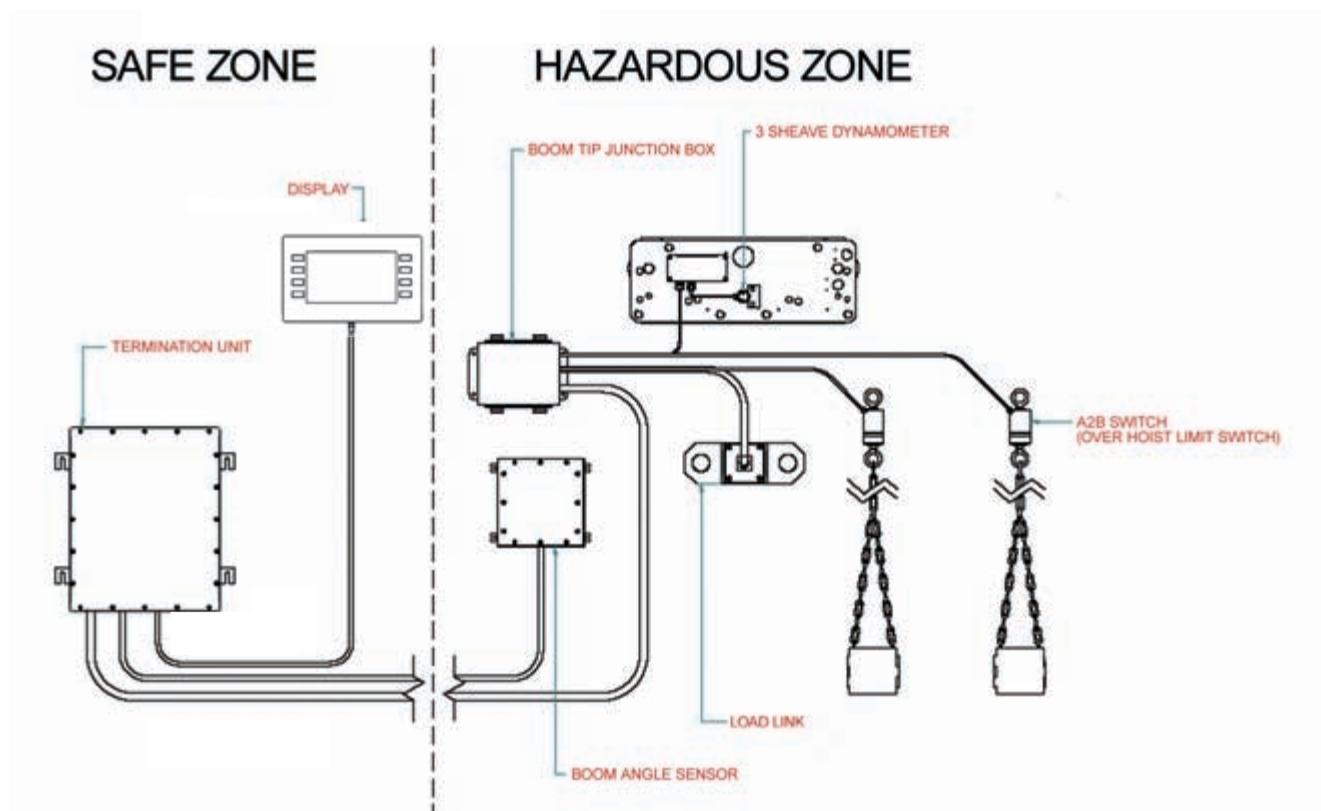 SAFE ZONE
HAZARDOUS ZONE
3 SHEAVE DYNAMOMETER
BOOM TIP JUNCTION BOX
DISPLAY
TERMINATION UNIT
A2B SWITCH
(OVER HOIST LIMIT SWITCH)
LOAD LINK
BOOM ANGLE SENSOR